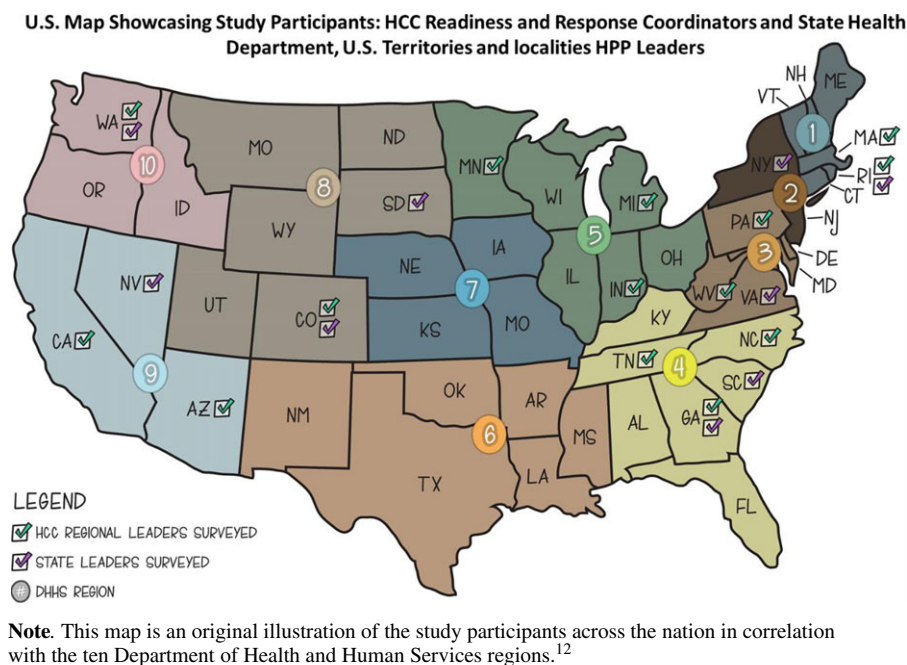 U.S. Map Showcasing Study Participants: HCC Readiness and Response Coordinators and State Health
Department, U.S. Territories and localities HPP Leaders
NH
ME
VT
1
MA
WA
ND
MO
MN
NY
RI
CT
10
8
2
OR
ID
SD
WI
MI
PA
NJ
WY
5
3
DE
IA
NE
OH
MD
NV
7
IL
IN
WV
VA
UT
CO
KS
MO
KY
CA
NC
TN
4
9
SC
OK
AZ
NM
AR
GA
AL
6
MS
LA
TX
FL
LEGEND
HCC REGIONAL LEADERS SURVEYED
STATE LEADERS SURVEYED
# DHHS REGION
Note. This map is an original illustration of the study participants across the nation in correlation
with the ten Department of Health and Human Services regions.12